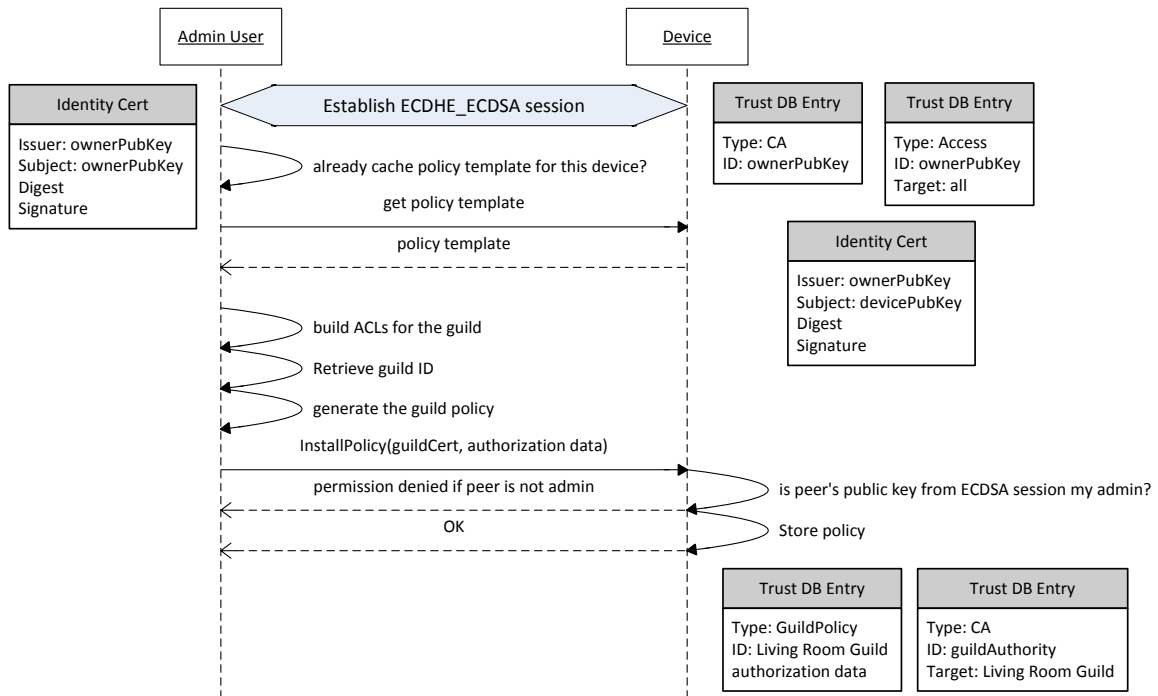 Admin User
Device
Identity Cert
Issuer: ownerPubKey
Subject: ownerPubKey
Digest
Signature
Establish ECDHE_ECDSA session
Trust DB Entry
Type: CA
ID: ownerPubKey
Trust DB Entry
Type: Access
ID: ownerPubKey
Target: all
already cache policy template for this device?
get policy template
policy template
Identity Cert
Issuer: ownerPubKey
Subject: devicePubKey
Digest
Signature
build ACLs for the guild
Retrieve guild ID
generate the guild policy
InstallPolicy(guildCert, authorization data)
permission denied if peer is not admin
is peer's public key from ECDSA session my admin?
OK
Store policy
Trust DB Entry
Type: GuildPolicy
ID: Living Room Guild
authorization data
Trust DB Entry
Type: CA
ID: guildAuthority
Target: Living Room Guild